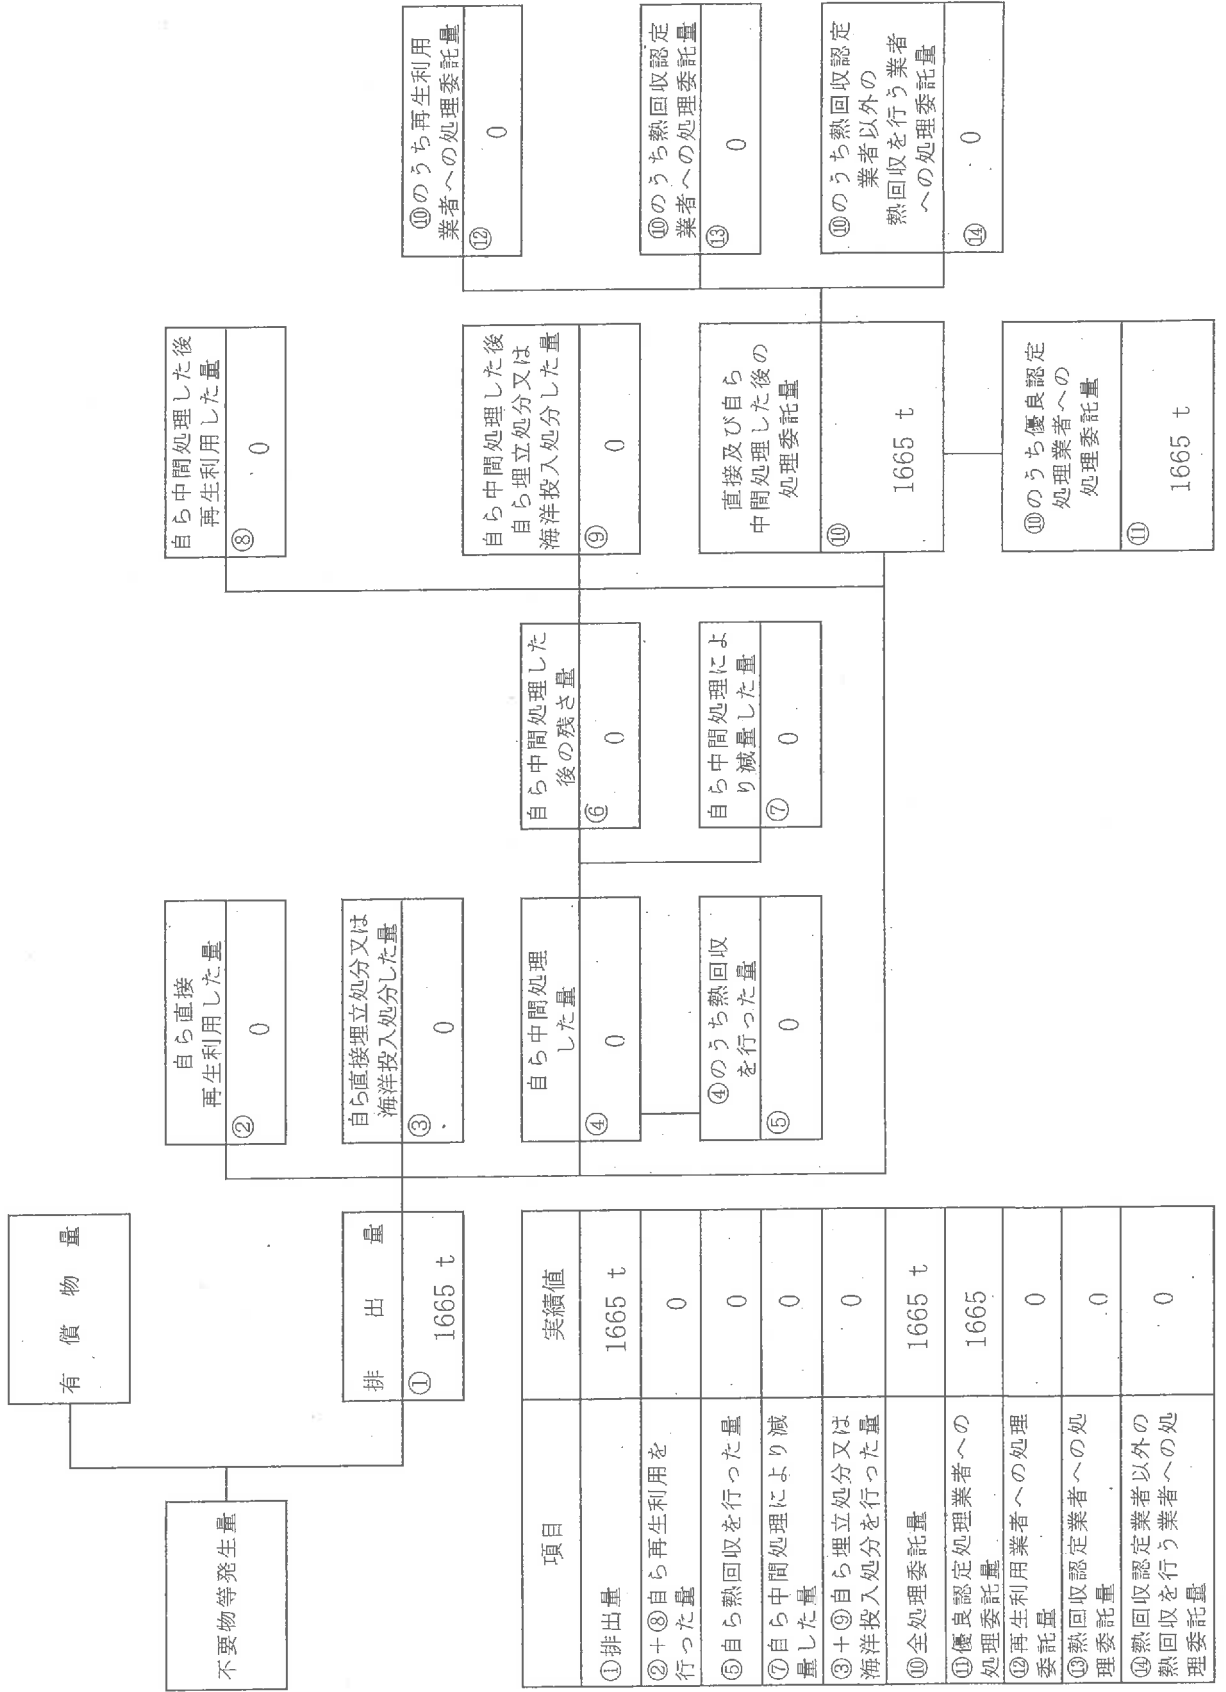 不要物等発生量
有償物量
排出量
①
1665 t
自ら直接
再生利用した量
②
0
自ら直接埋立処分又は
海洋投入処分した量
③
0
自ら中間処理
した量
④
0
④のうち熱回収
を行った量
⑤
0
自ら中間処理した
後の残さ量
⑥
0
自ら中間処理によ
り減量した量
⑦
0
自ら中間処理した後
再生利用した量
⑧
0
自ら中間処理した後
自ら埋立処分又は
海洋投入処分した量
⑨
0
直接及び自ら
中間処理した後の
処理委託量
⑩
1665 t
⑩のうち優良認定
処理業者への
処理委託量
⑪
1665 t
⑩のうち再生利用
業者への処理委託量
⑫
0
⑩のうち熱回収認定
業者への処理委託量
⑬
0
⑩のうち熱回収認定
業者以外の
熱回収を行う業者
への処理委託量
⑭
0
項目 実績値
①排出量 1665 t
②+⑧自ら再生利用を
行った量 0
⑤自ら熱回収を行った量 0
⑦自ら中間処理により減
量した量 0
③+⑨自ら埋立処分又は
海洋投入処分を行った量 0
⑩全処理委託量 1665 t
⑪優良認定処理業者への
処理委託量 1665
⑫再生利用業者への処理
委託量 0
⑬熱回収認定業者への処
理委託量 0
⑭熱回収認定業者以外の
熱回収を行う業者への処
理委託量 0